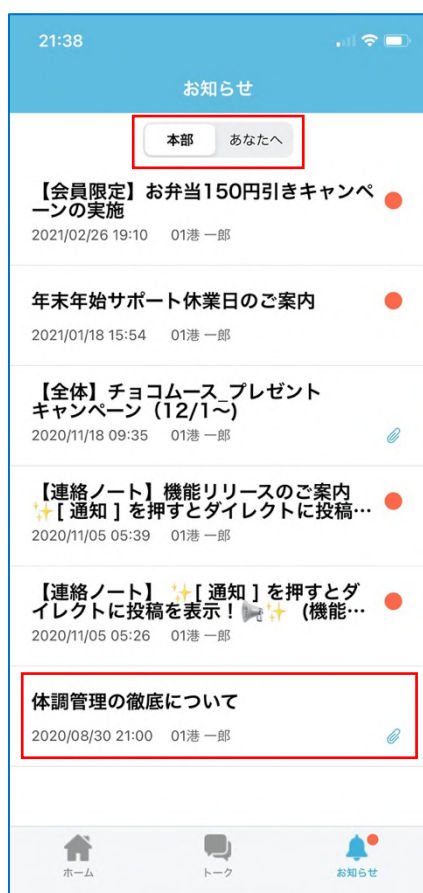 21:38
お知らせ
本部 あなたへ
【会員限定】お弁当150円引きキャンペ
ーンの実施
2021/02/26 19:10 01港 一郎
年末年始サポート休業日のご案内
2021/01/18 15:54 01港 一郎
【全体】チョコムース_プレゼント
キャンペーン（12/1〜)
2020/11/18 09:35 01港 一郎
【連絡ノート】機能リリースのご案内
✨[ 通知 ] を押すとダイレクトに投稿…
2020/11/05 05:39 01港 一郎
【連絡ノート】 ✨[ 通知 ] を押すとダ
イレクトに投稿を表示！📢✨ (機能…
2020/11/05 05:26 01港 一郎
体調管理の徹底について
2020/08/30 21:00 01港 一郎
ホーム トーク お知らせ